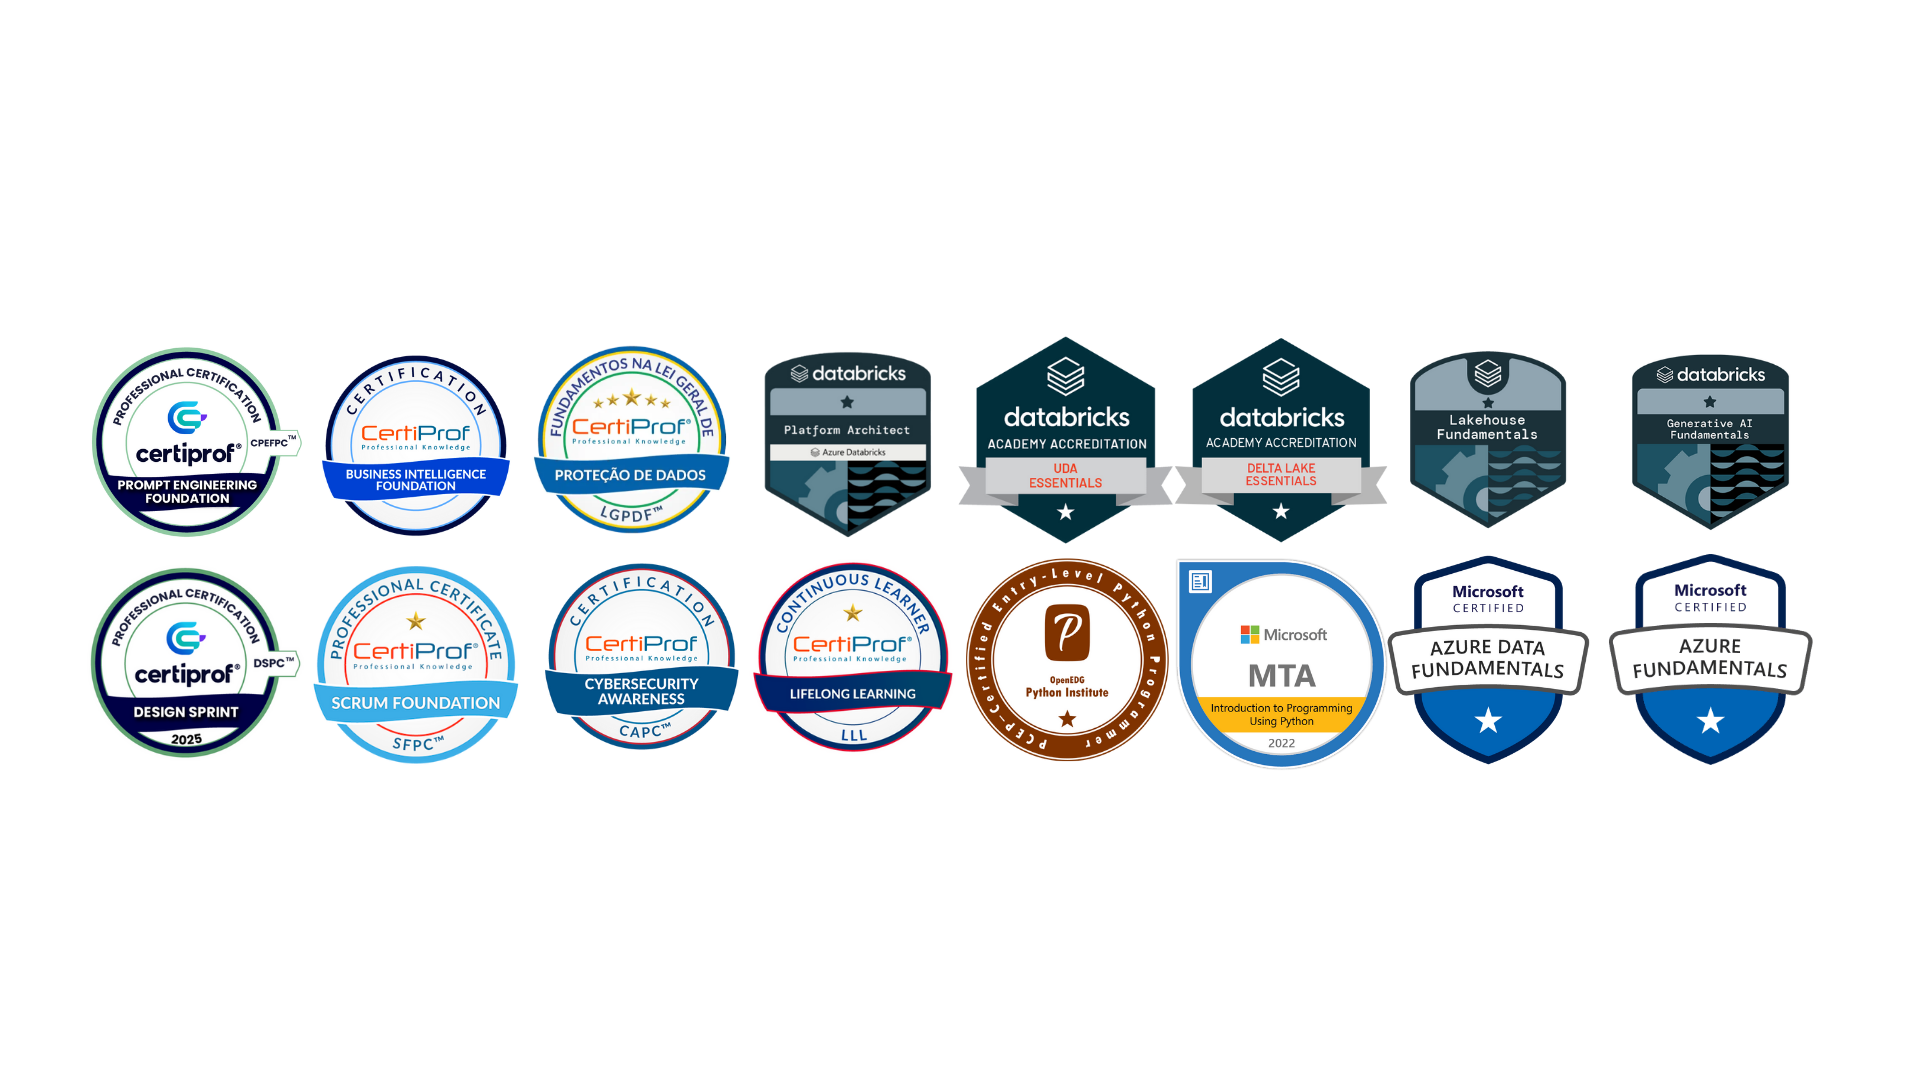 PROFESSIONAL CERTIFICATION
certiprof®
CPEFPC™
PROMPT ENGINEERING
FOUNDATION
CERTIFICATION
CertiProf
Professional Knowledge
BUSINESS INTELLIGENCE
FOUNDATION
FUNDAMENTOS NA LEI GERAL DE
CertiProf®
Professional Knowledge
PROTEÇÃO DE DADOS
LGPDF™
databricks
Platform Architect
Azure Databricks
databricks
ACADEMY ACCREDITATION
UDA
ESSENTIALS
databricks
ACADEMY ACCREDITATION
DELTA LAKE
ESSENTIALS
Lakehouse
Fundamentals
databricks
Generative AI
Fundamentals
PROFESSIONAL CERTIFICATION
certiprof®
DSPC™
DESIGN SPRINT
2025
PROFESSIONAL CERTIFICATE
CertiProf®
Professional Knowledge
SCRUM FOUNDATION
SFPC™
CERTIFICATION
CertiProf
Professional Knowledge
CYBERSECURITY
AWARENESS
CAPC™
CONTINUOUS LEARNER
CertiProf®
Professional Knowledge
LIFELONG LEARNING
LLL
PCEP-Certified Entry-Level Python Programmer
OpenEDG
Python Institute
Microsoft
MTA
Introduction to Programming
Using Python
2022
Microsoft
CERTIFIED
AZURE DATA
FUNDAMENTALS
Microsoft
CERTIFIED
AZURE
FUNDAMENTALS